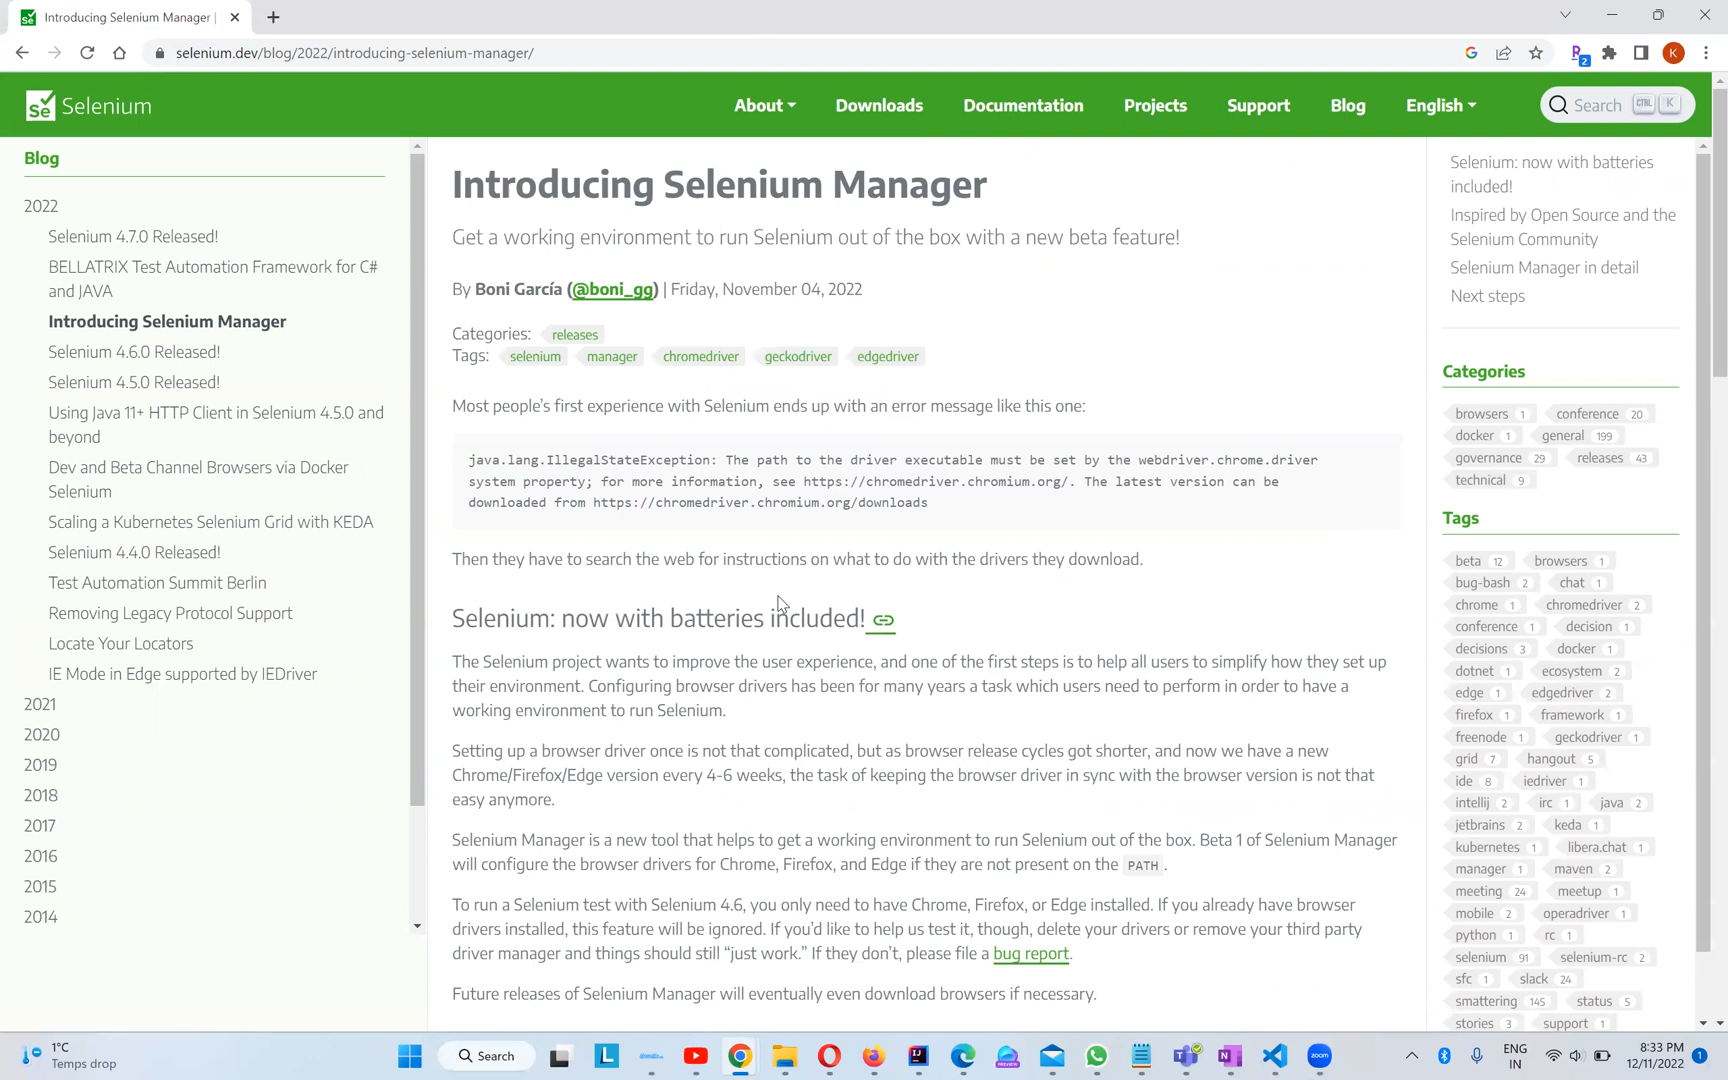 Introducing Selenium Manager |
selenium.dev/blog/2022/introducing-selenium-manager/
2
K
Se Selenium
About
Downloads
Documentation
Projects
Support
Blog
English
Search CTRL K
Blog
2022
Selenium 4.7.0 Released!
BELLATRIX Test Automation Framework for C#
and JAVA
Introducing Selenium Manager
Selenium 4.6.0 Released!
Selenium 4.5.0 Released!
Using Java 11+ HTTP Client in Selenium 4.5.0 and
beyond
Dev and Beta Channel Browsers via Docker
Selenium
Scaling a Kubernetes Selenium Grid with KEDA
Selenium 4.4.0 Released!
Test Automation Summit Berlin
Removing Legacy Protocol Support
Locate Your Locators
IE Mode in Edge supported by IEDriver
2021
2020
2019
2018
2017
2016
2015
2014
Introducing Selenium Manager
Get a working environment to run Selenium out of the box with a new beta feature!
By Boni García (@boni_gg) | Friday, November 04, 2022
Categories: releases
Tags: selenium manager chromedriver geckodriver edgedriver
Most people's first experience with Selenium ends up with an error message like this one:
java.lang.IllegalStateException: The path to the driver executable must be set by the webdriver.chrome.driver
system property; for more information, see https://chromedriver.chromium.org/. The latest version can be
downloaded from https://chromedriver.chromium.org/downloads
Then they have to search the web for instructions on what to do with the drivers they download.
Selenium: now with batteries included!
The Selenium project wants to improve the user experience, and one of the first steps is to help all users to simplify how they set up
their environment. Configuring browser drivers has been for many years a task which users need to perform in order to have a
working environment to run Selenium.
Setting up a browser driver once is not that complicated, but as browser release cycles got shorter, and now we have a new
Chrome/Firefox/Edge version every 4-6 weeks, the task of keeping the browser driver in sync with the browser version is not that
easy anymore.
Selenium Manager is a new tool that helps to get a working environment to run Selenium out of the box. Beta 1 of Selenium Manager
will configure the browser drivers for Chrome, Firefox, and Edge if they are not present on the PATH.
To run a Selenium test with Selenium 4.6, you only need to have Chrome, Firefox, or Edge installed. If you already have browser
drivers installed, this feature will be ignored. If you'd like to help us test it, though, delete your drivers or remove your third party
driver manager and things should still “just work.” If they don't, please file a bug report.
Future releases of Selenium Manager will eventually even download browsers if necessary.
Selenium: now with batteries
included!
Inspired by Open Source and the
Selenium Community
Selenium Manager in detail
Next steps
Categories
browsers 1 conference 20
docker 1 general 199
governance 29 releases 43
technical 9
Tags
beta 12 browsers 1
bug-bash 2 chat 1
chrome 1 chromedriver 2
conference 1 decision 1
decisions 3 docker 1
dotnet 1 ecosystem 2
edge 1 edgedriver 2
firefox 1 framework 1
freenode 1 geckodriver 1
grid 7 hangout 5
ide 8 iedriver 1
intellij 2 irc 1 java 2
jetbrains 2 keda 1
kubernetes 1 libera.chat 1
manager 1 maven 2
meeting 24 meetup 1
mobile 2 operadriver 1
python 1 rc 1
selenium 91 selenium-rc 2
sfc 1 slack 24
smattering 145 status 5
stories 3 support 1
1°C
Temps drop
Search
L
zoom
ENG
IN
8:33 PM
12/11/2022
1